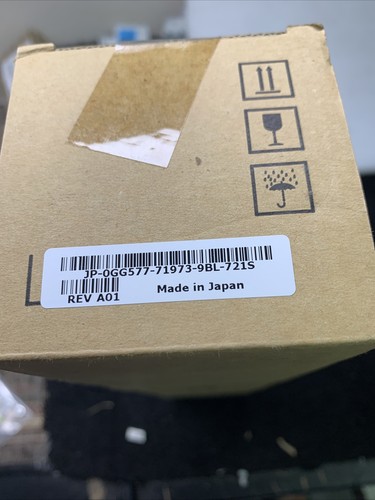 JP-0GG577-71973-9BL-721S
REV A01
Made in Japan